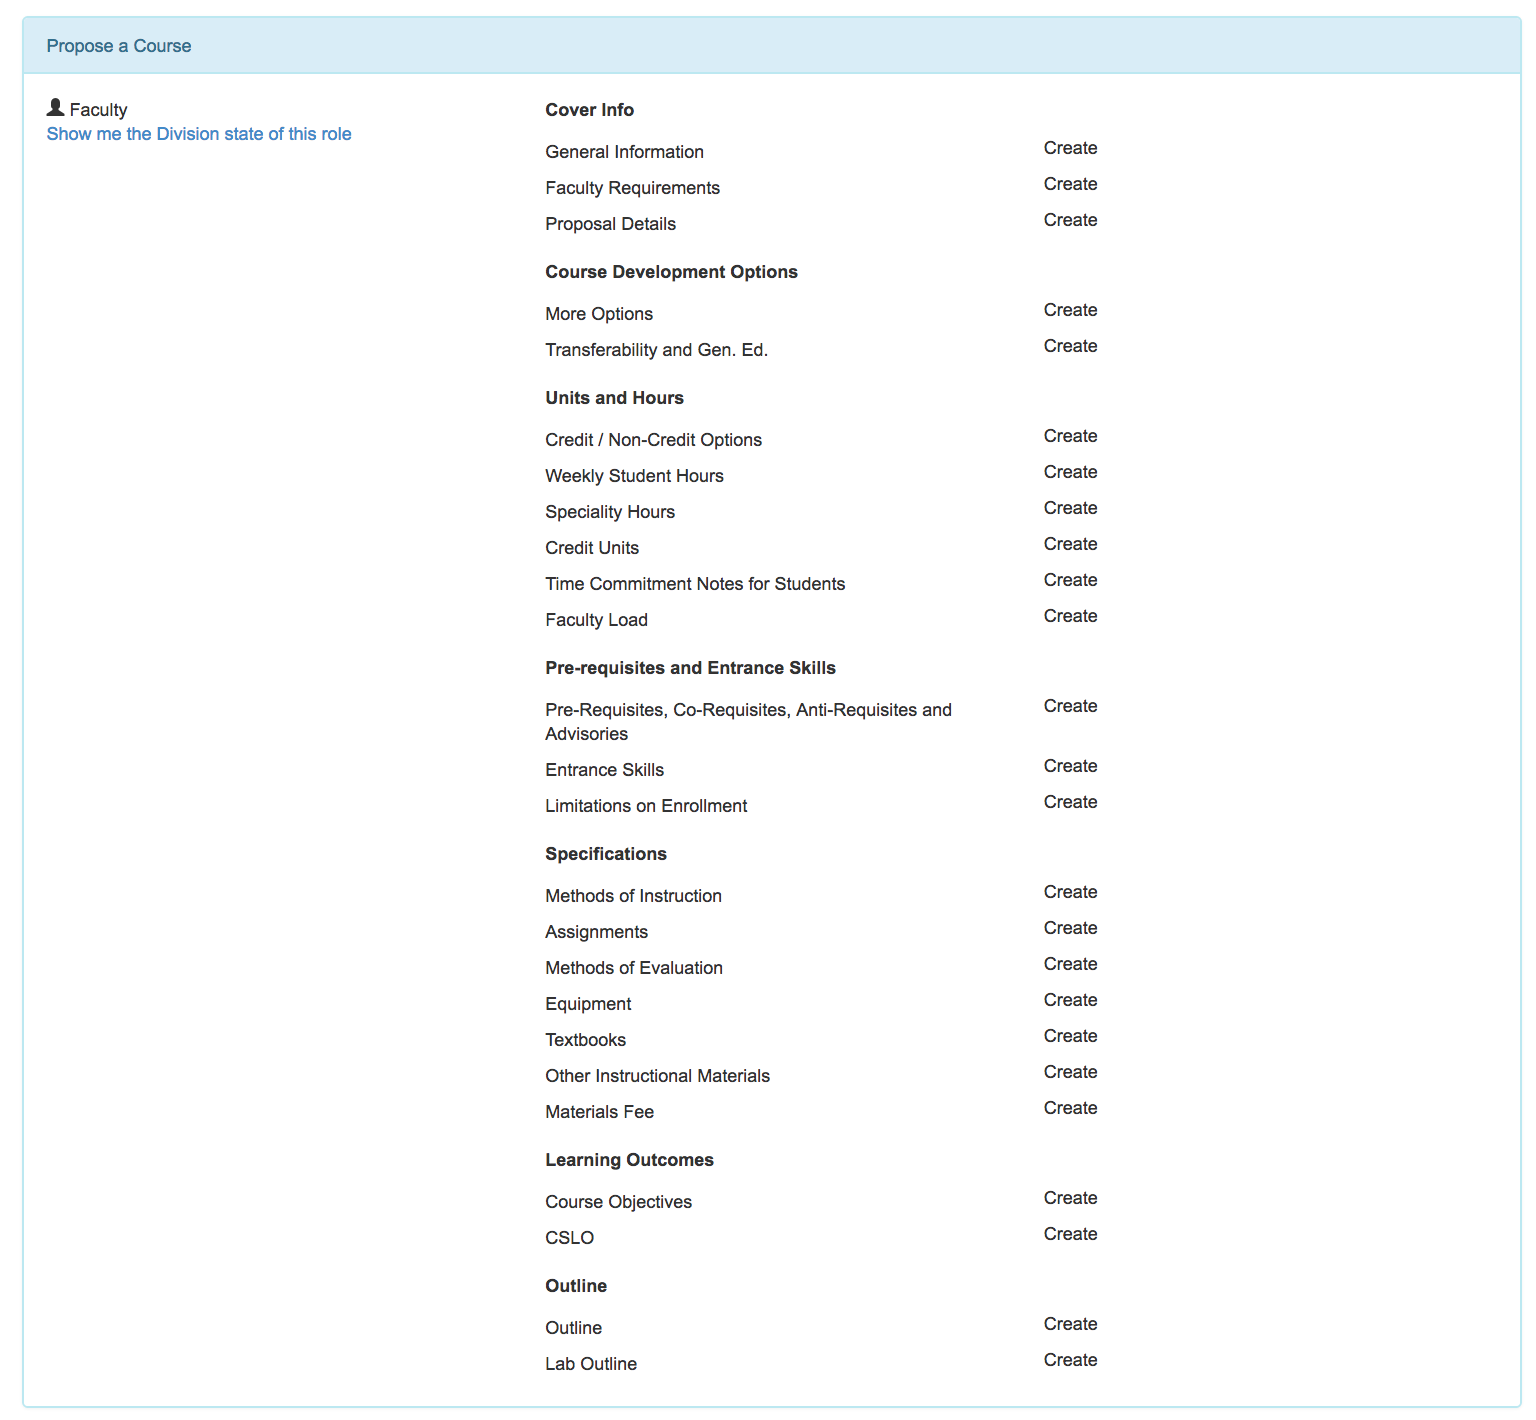 Propose a Course
Faculty
Show me the Division state of this role
Cover Info
General Information Create
Faculty Requirements Create
Proposal Details Create
Course Development Options
More Options Create
Transferability and Gen. Ed. Create
Units and Hours
Credit / Non-Credit Options Create
Weekly Student Hours Create
Speciality Hours Create
Credit Units Create
Time Commitment Notes for Students Create
Faculty Load Create
Pre-requisites and Entrance Skills
Pre-Requisites, Co-Requisites, Anti-Requisites and Create
Advisories
Entrance Skills Create
Limitations on Enrollment Create
Specifications
Methods of Instruction Create
Assignments Create
Methods of Evaluation Create
Equipment Create
Textbooks Create
Other Instructional Materials Create
Materials Fee Create
Learning Outcomes
Course Objectives Create
CSLO Create
Outline
Outline Create
Lab Outline Create